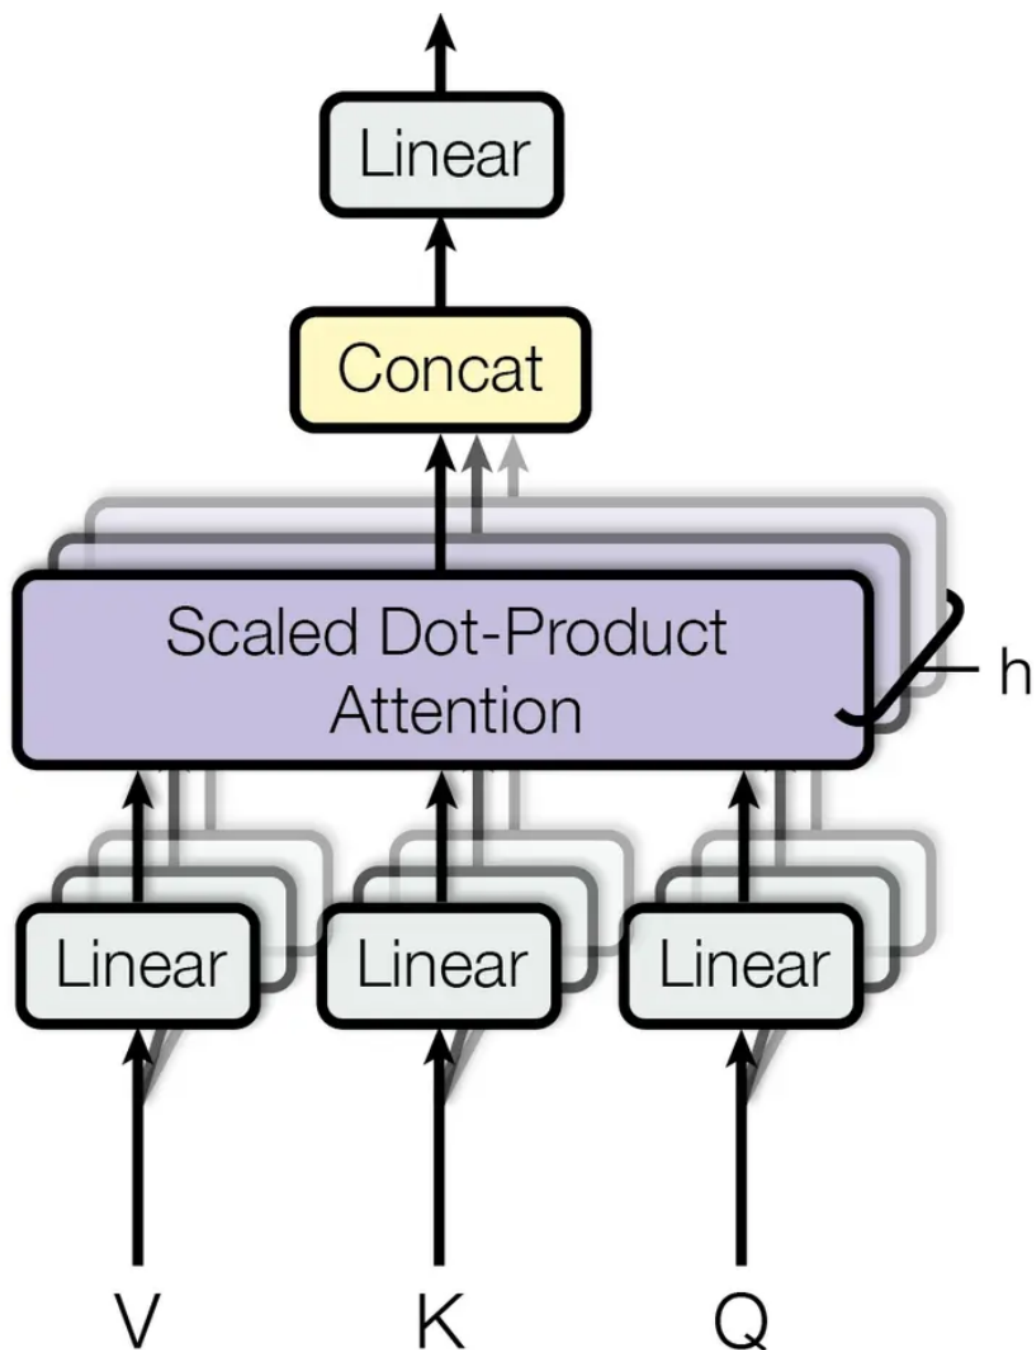 Linear
Concat
Scaled Dot-Product
Attention
h
Linear
Linear
Linear
V
K
Q